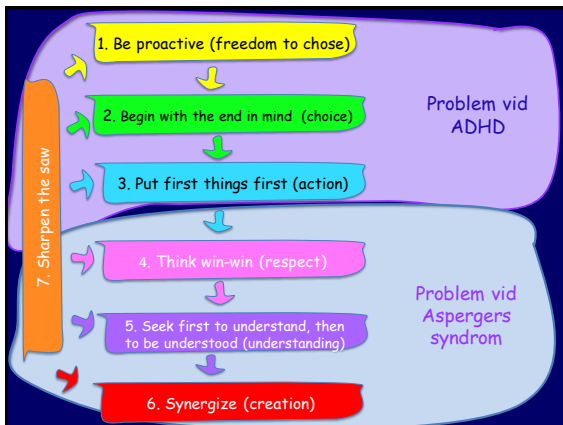 1. Be proactive (freedom to chose)
2. Begin with the end in mind (choice)
3. Put first things first (action)
Problem vid
ADHD
7. Sharpen the saw
4. Think win-win (respect)
5. Seek first to understand, then
to be understood (understanding)
6. Synergize (creation)
Problem vid
Aspergers
syndrom